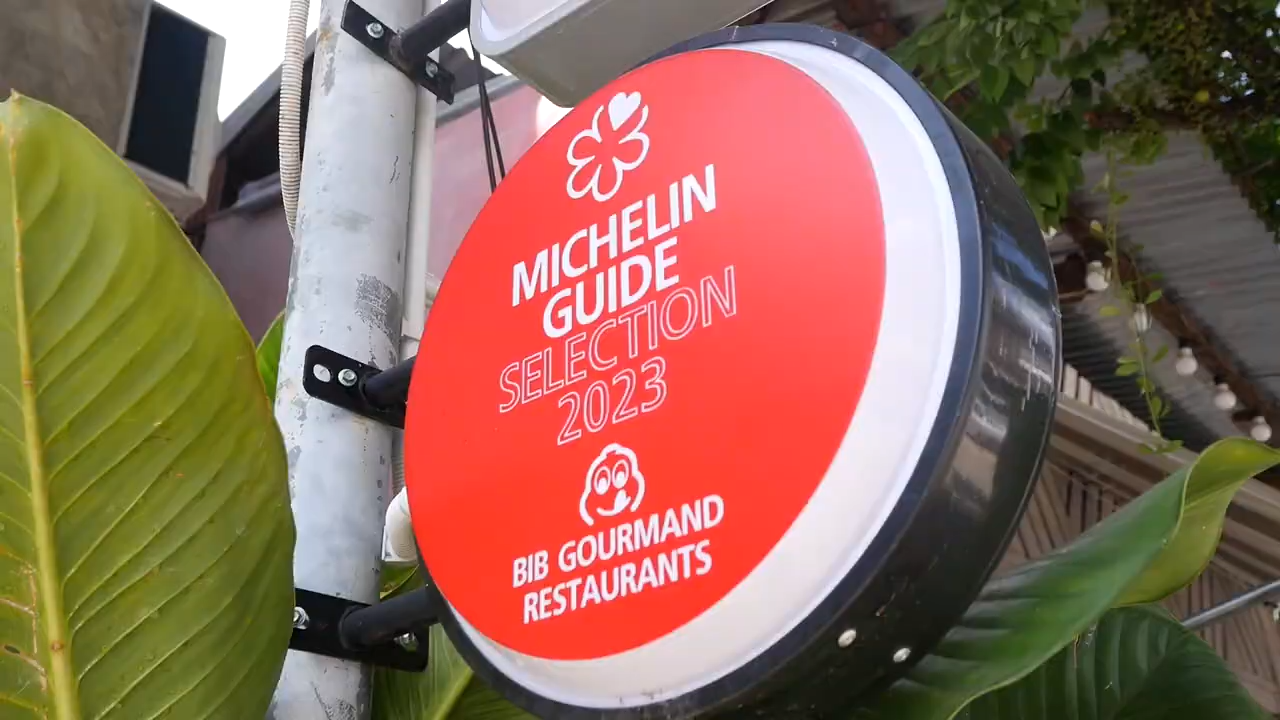 MICHELIN
GUIDE
SELECTION
2023
BIB GOURMAND
RESTAURANTS